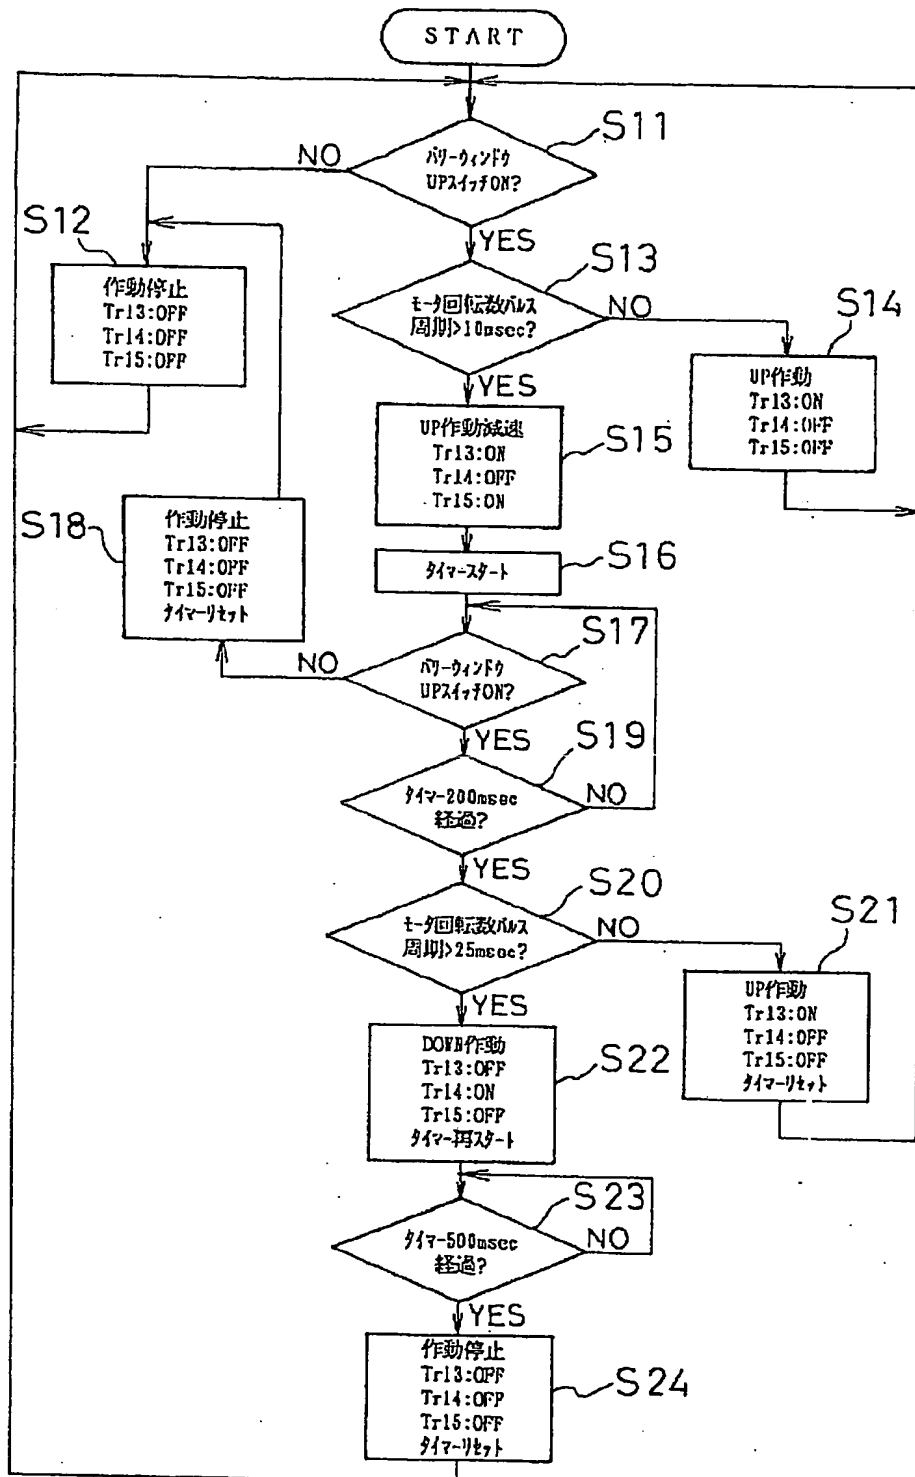 START
S11
パワーウィンドウ
UPスイッチON?
NO
YES
S12
作動停止
Tr13:OFF
Tr14:OFF
Tr15:OFF
S13
モータ回転数パルス
周期>10msec?
NO
YES
S14
UP作動
Tr13:ON
Tr14:OFF
Tr15:OFF
S15
UP作動減速
Tr13:ON
Tr14:OFF
Tr15:ON
S16
タイマースタート
S18
作動停止
Tr13:OFF
Tr14:OFF
Tr15:OFF
タイマーリセット
S17
パワーウィンドウ
UPスイッチON?
NO
YES
S19
タイマー200msec
経過?
NO
YES
S20
モータ回転数パルス
周期>25msec?
NO
YES
S21
UP作動
Tr13:ON
Tr14:OFF
Tr15:OFF
タイマーリセット
S22
DOWN作動
Tr13:OFF
Tr14:ON
Tr15:OFF
タイマー再スタート
S23
タイマー500msec
経過?
NO
YES
S24
作動停止
Tr13:OFF
Tr14:OFF
Tr15:OFF
タイマーリセット